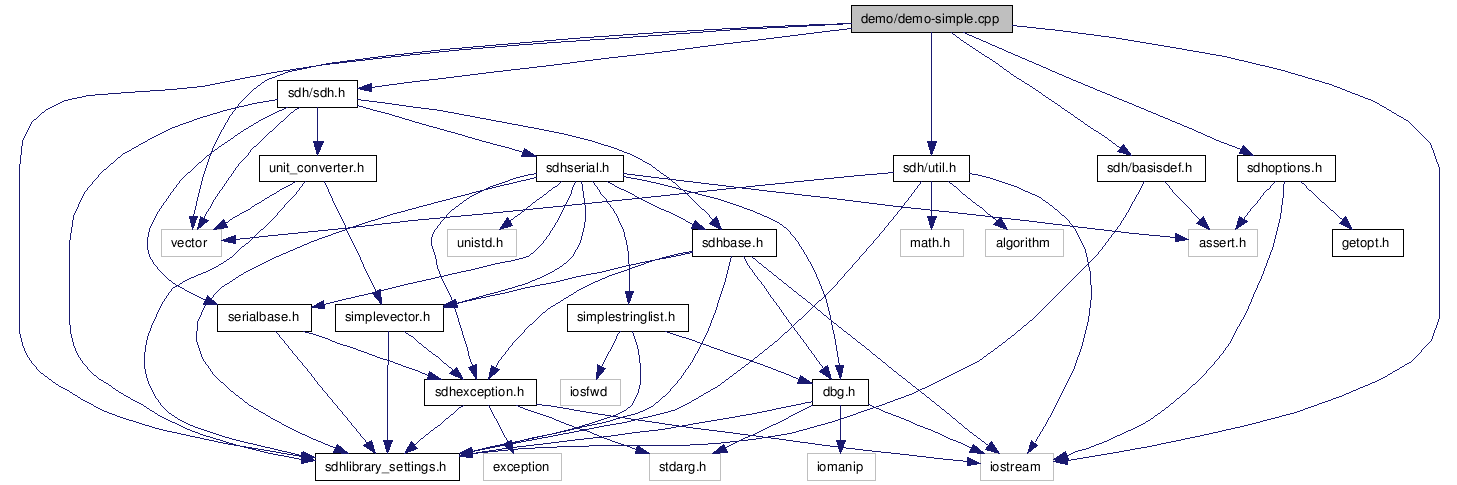 demo/demo-simple.cpp
sdh/sdh.h
unit_converter.h
sdhserial.h
sdh/util.h
sdh/basisdef.h
sdhoptions.h
vector
unistd.h
sdhbase.h
math.h
algorithm
assert.h
getopt.h
serialbase.h
simplevector.h
simplestringlist.h
sdhexception.h
iosfwd
dbg.h
sdhlibrary_settings.h
exception
stdarg.h
iomanip
iostream